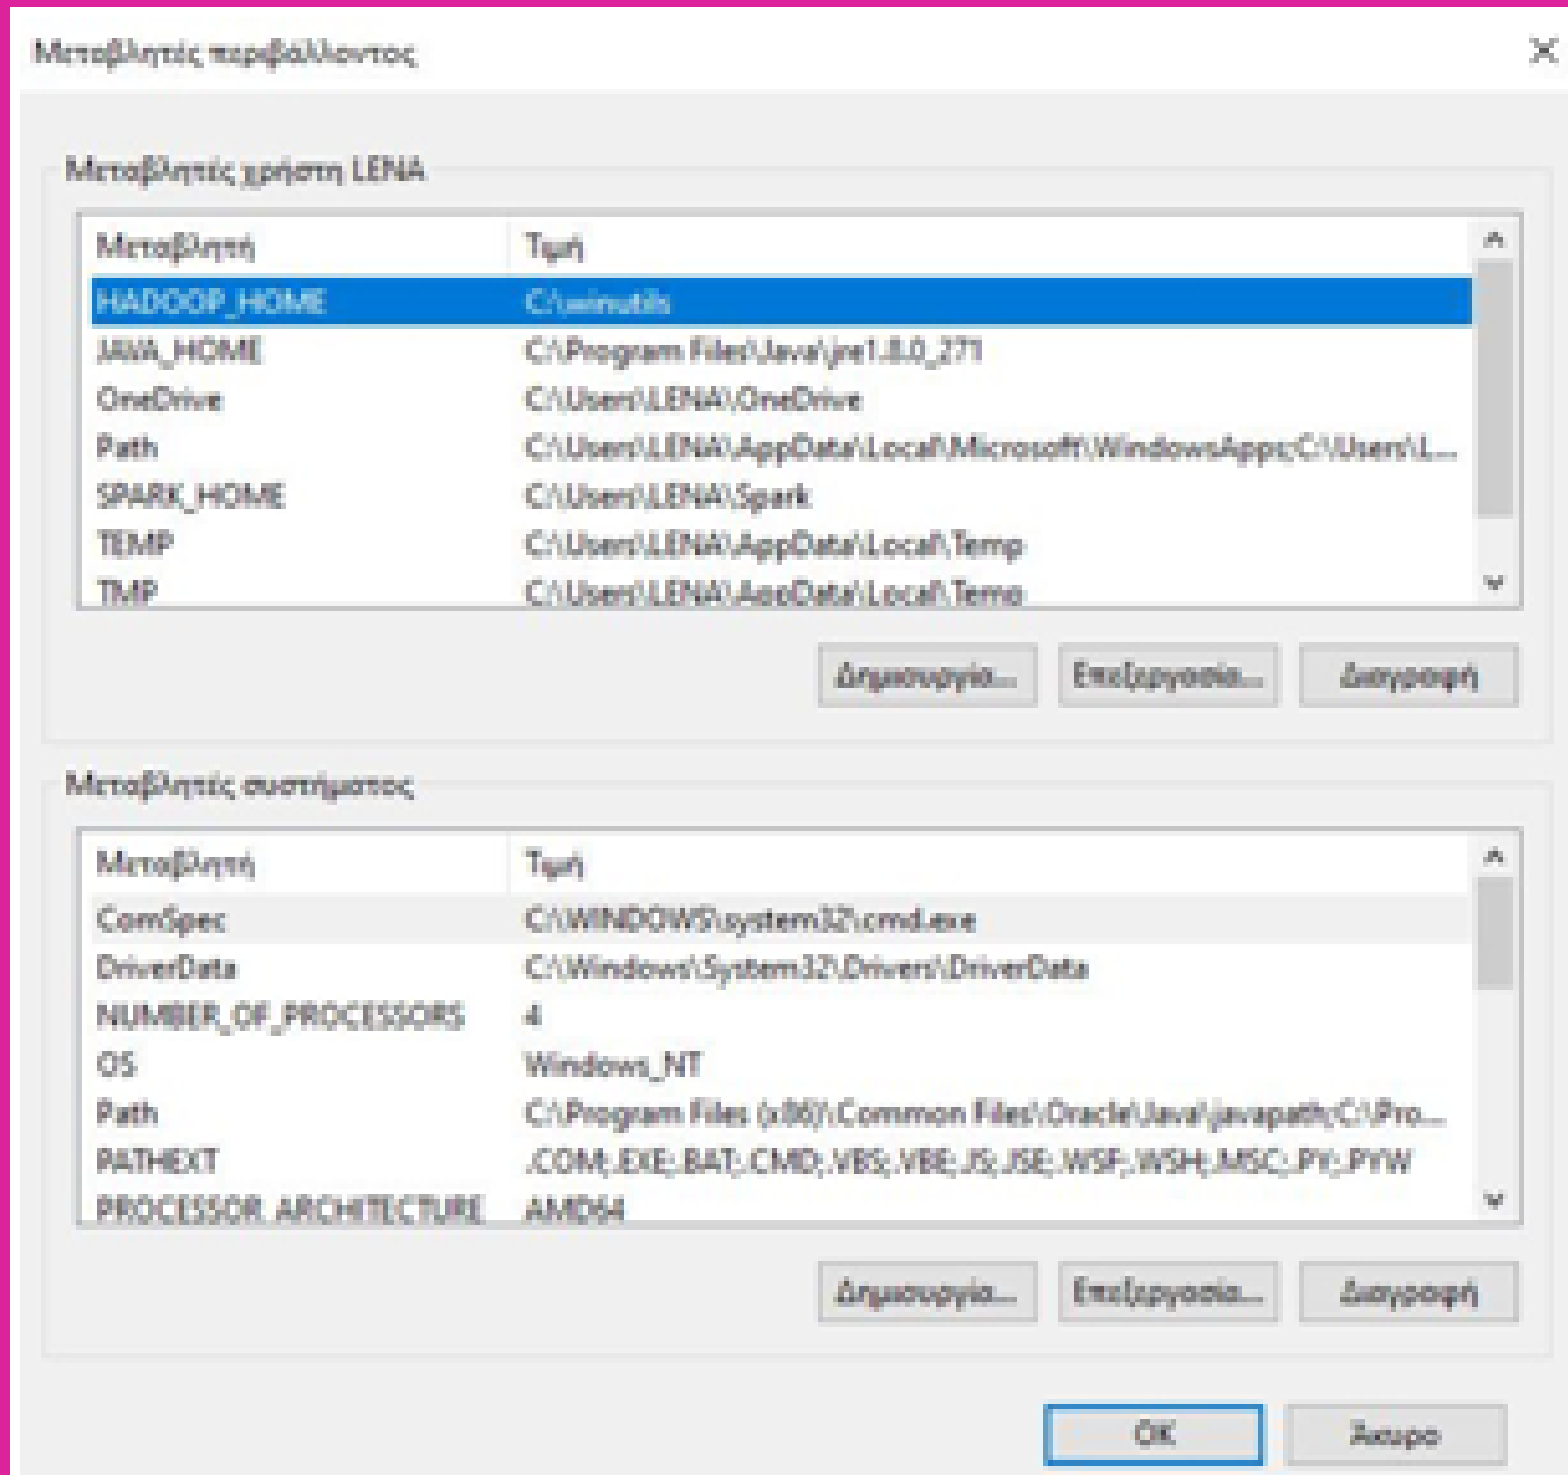 Μεταβλητές περιβάλλοντος
Μεταβλητές χρήστη LENA
Μεταβλητή Τιμή
HADOOP_HOME C:\winutils
JAVA_HOME C:\Program Files\Java\jre1.8.0_271
OneDrive C:\Users\LENA\OneDrive
Path C:\Users\LENA\AppData\Local\Microsoft\WindowsApps;C:\Users\L...
SPARK_HOME C:\Users\LENA\Spark
TEMP C:\Users\LENA\AppData\Local\Temp
TMP C:\Users\LENA\AppData\Local\Temp
Δημιουργία... Επεξεργασία... Διαγραφή
Μεταβλητές συστήματος
Μεταβλητή Τιμή
ComSpec C:\WINDOWS\system32\cmd.exe
DriverData C:\Windows\System32\Drivers\DriverData
NUMBER_OF_PROCESSORS 4
OS Windows_NT
Path C:\Program Files (x86)\Common Files\Oracle\Java\javapath;C:\Pro...
PATHEXT .COM;.EXE;.BAT;.CMD;.VBS;.VBE;.JS;.JSE;.WSF;.WSH;.MSC;.PY;.PYW
PROCESSOR_ARCHITECTURE AMD64
Δημιουργία... Επεξεργασία... Διαγραφή
OK Άκυρο